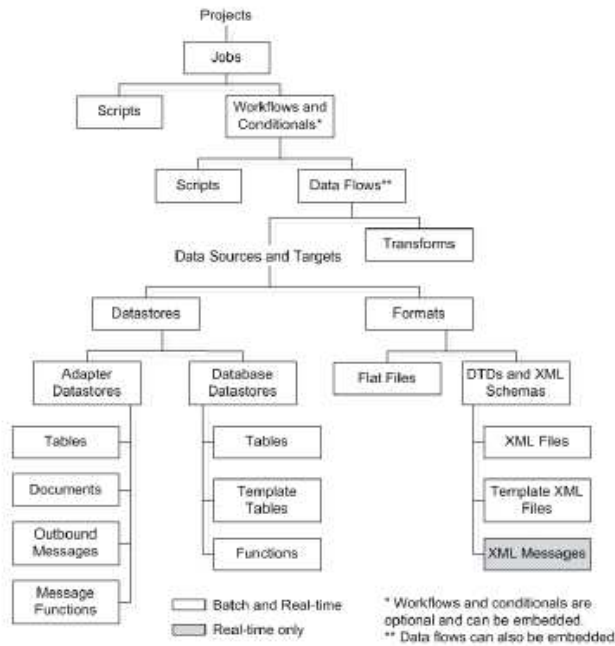 Projects
Jobs
Scripts
Workflows and
Conditionals*
Scripts
Data Flows**
Transforms
Data Sources and Targets
Datastores
Formats
Adapter
Datastores
Database
Datastores
Flat Files
DTDs and XML
Schemas
Tables
Tables
XML Files
Documents
Template
Tables
Template XML
Files
Outbound
Messages
Functions
XML Messages
Message
Functions
Batch and Real-time
Real-time only
* Workflows and conditionals are
optional and can be embedded.
** Data flows can also be embedded